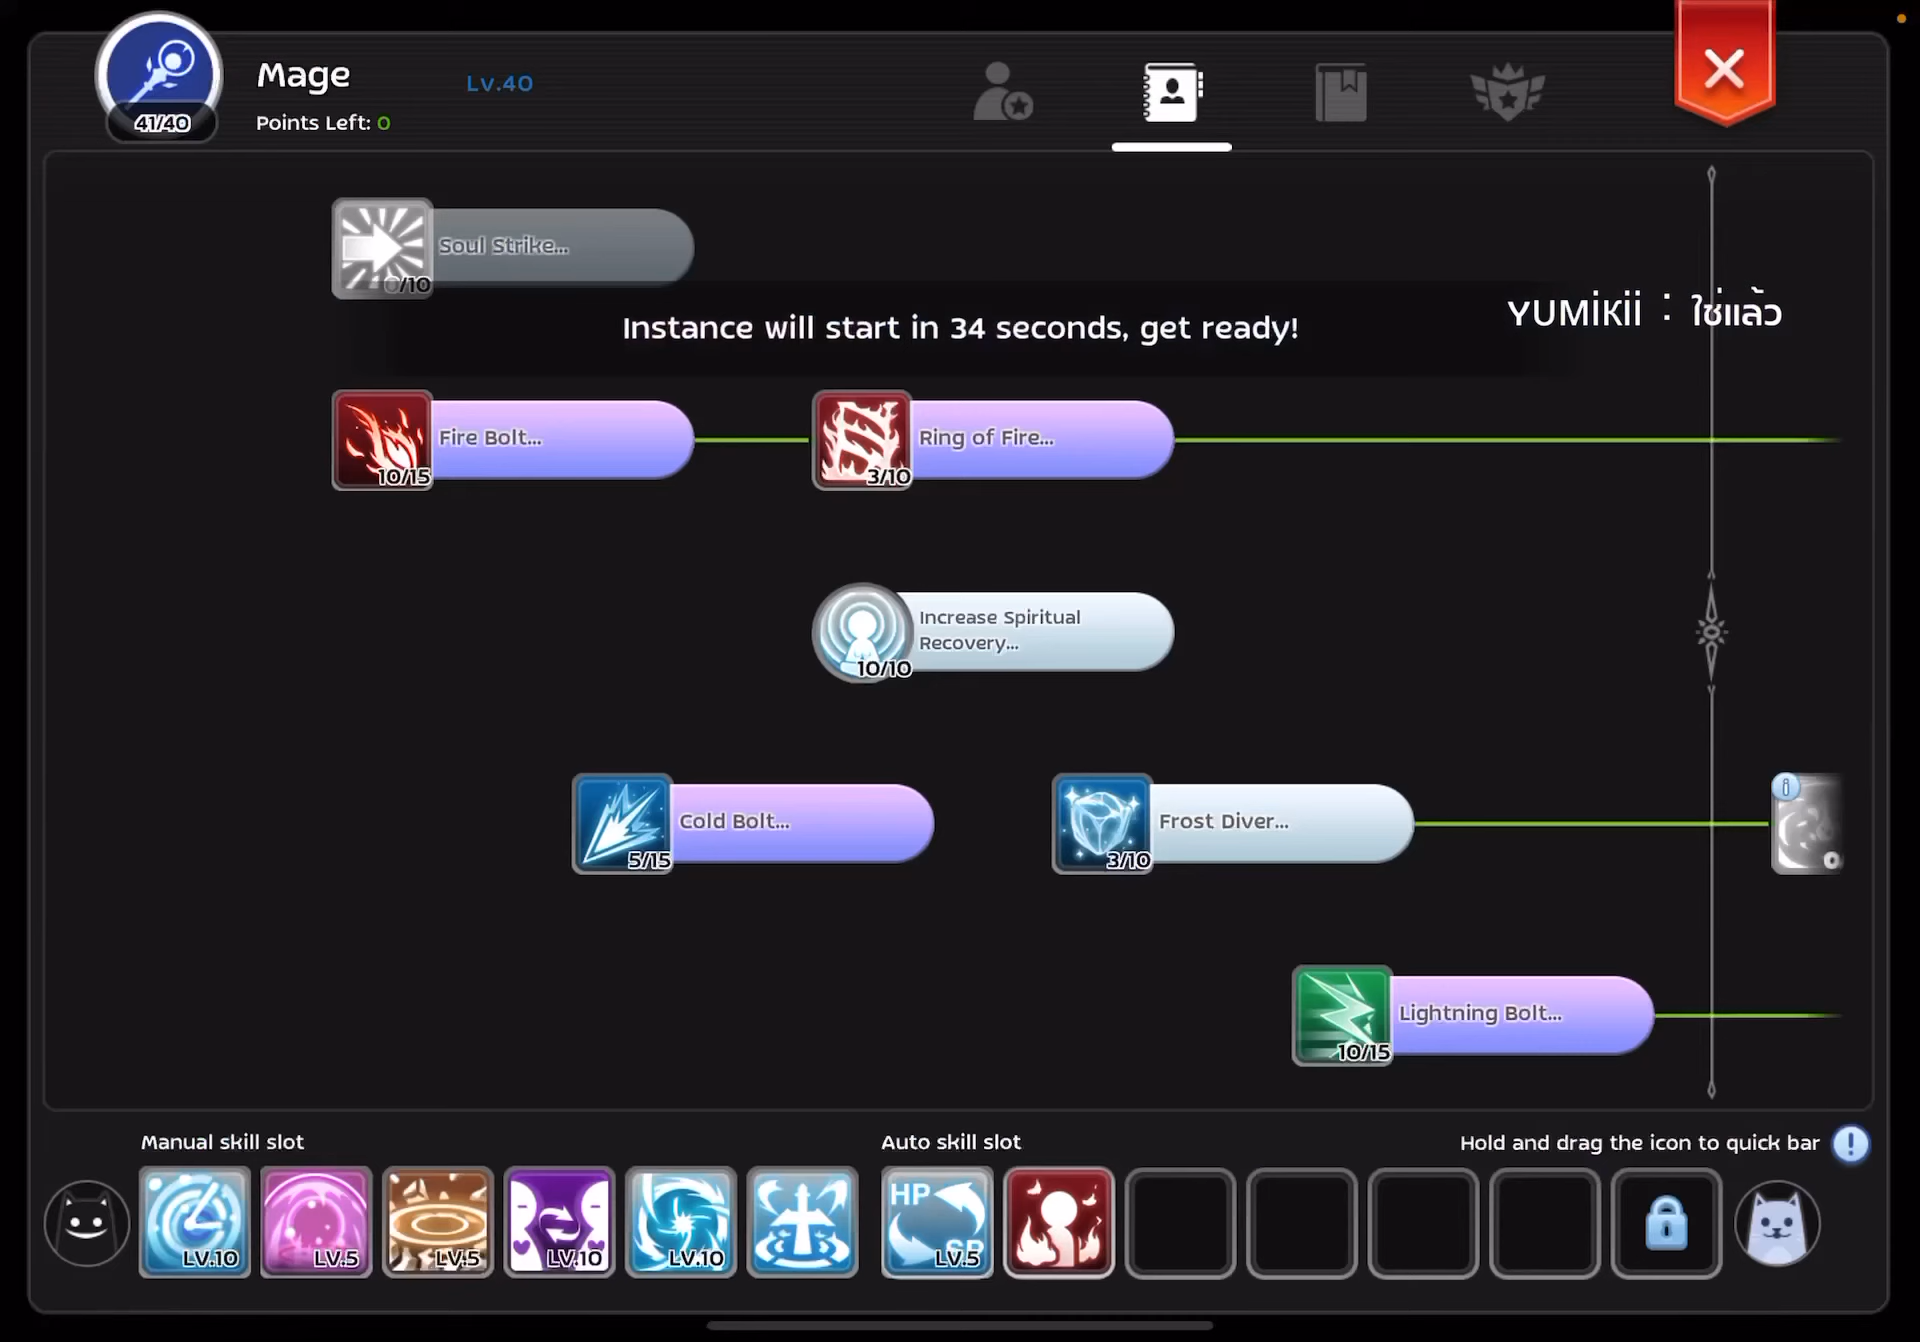 Mage
Lv.40
41/40
Points Left: 0
Soul Strike...
0/10
Instance will start in 34 seconds, get ready!
YUMiKii : ใช่แล้ว
Fire Bolt...
10/15
Ring of Fire...
3/10
Increase Spiritual
Recovery...
10/10
Cold Bolt...
5/15
Frost Diver...
3/10
i
0
Lightning Bolt...
10/15
Manual skill slot
Auto skill slot
Hold and drag the icon to quick bar
!
LV.10
LV.5
LV.5
LV.10
LV.10
HP
SP
LV.5